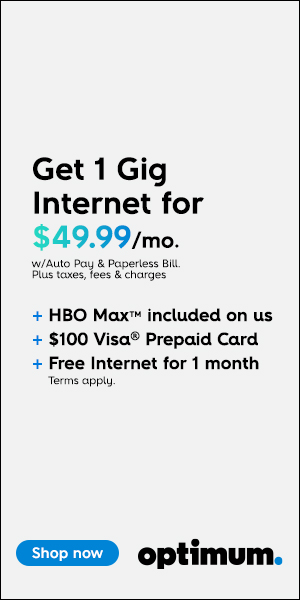 Get 1 Gig
Internet for
$49.99/mo.
w/Auto Pay & Paperless Bill.
Plus taxes, fees & charges
+ HBO Max™ included on us
+ $100 Visa® Prepaid Card
+ Free Internet for 1 month
Terms apply.
Shop now
optimum.